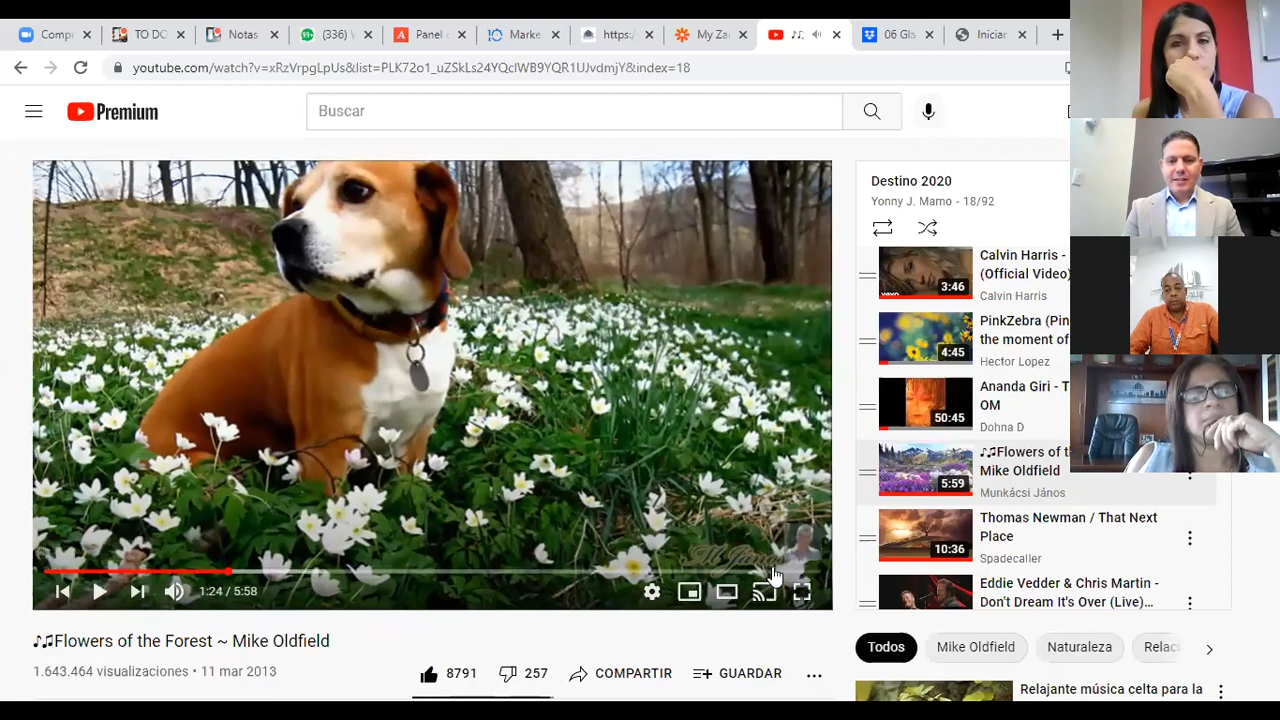 Compo
TO DO
Notas
(336) W
Panel d
Marke
https:/
My Za
06 Gla
Iniciar
youtube.com/watch?v=xRzVrpgLpUs&list=PLK72o1_uZSkLs24YQcIWB9YQR1UJvdmjY&index=18
Premium
Buscar
Destino 2020
Yonny J. Mamo - 18/92
Calvin Harris -
(Official Video)
Calvin Harris
3:46
PinkZebra (Pin
the moment of
Hector Lopez
4:45
Ananda Giri - T
OM
Dohna D
50:45
♫Flowers of t
Mike Oldfield
Munkácsi János
5:59
Thomas Newman / That Next
Place
Spadecaller
10:36
Eddie Vedder & Chris Martin -
Don't Dream It's Over (Live)…
1:24 / 5:58
♪♫Flowers of the Forest ~ Mike Oldfield
1.643.464 visualizaciones • 11 mar 2013
8791
257
COMPARTIR
GUARDAR
Todos
Mike Oldfield
Naturaleza
Relaci
Relajante música celta para la